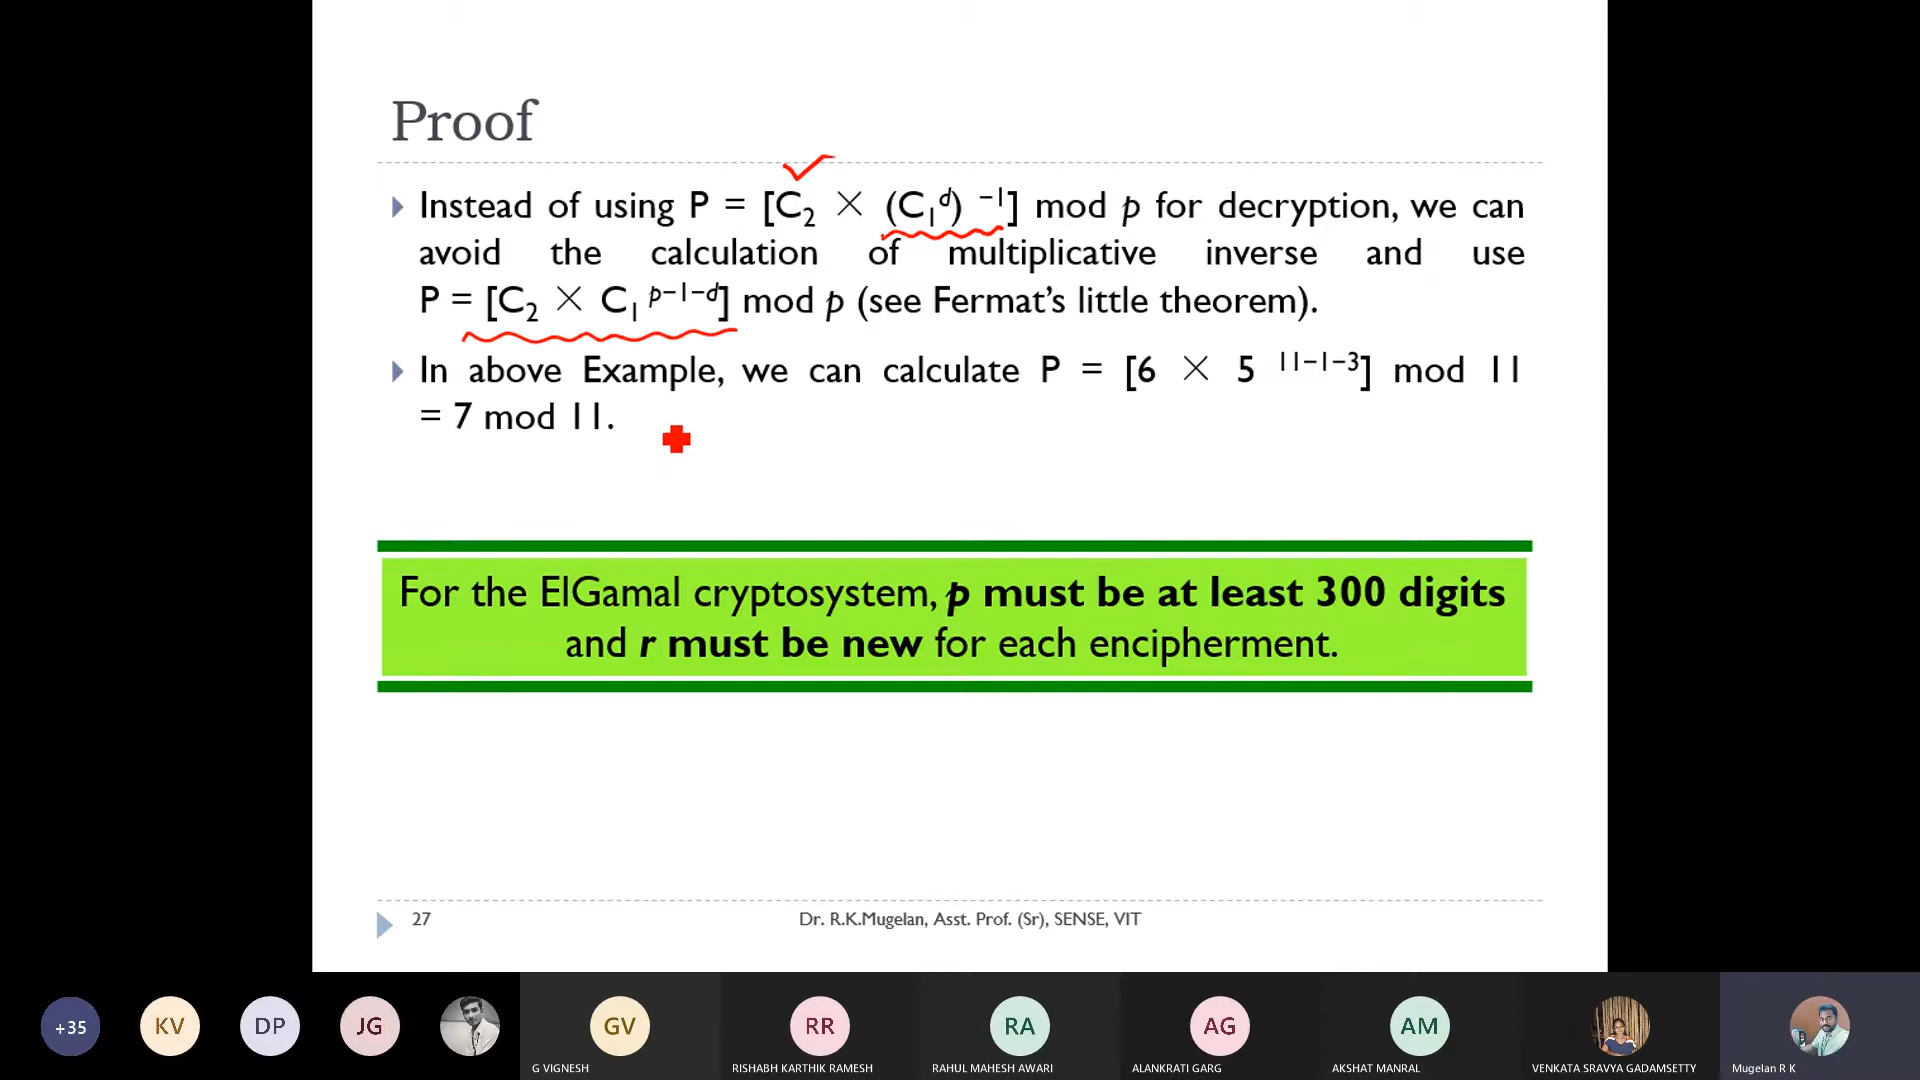 Proof
Instead of using P = [C₂ × (C₁ᵈ) ⁻¹] mod p for decryption, we can
avoid the calculation of multiplicative inverse and use
P = [C₂ × C₁ ᵖ⁻¹⁻ᵈ] mod p (see Fermat's little theorem).
In above Example, we can calculate P = [6 × 5 ¹¹⁻¹⁻³] mod 11
= 7 mod 11.
For the ElGamal cryptosystem, p must be at least 300 digits
and r must be new for each encipherment.
27 Dr. R.K.Mugelan, Asst. Prof. (Sr), SENSE, VIT
+35 KV DP JG GV RR RA AG AM
G VIGNESH RISHABH KARTHIK RAMESH RAHUL MAHESH AWARI ALANKRATI GARG AKSHAT MANRAL VENKATA SRAVYA GADAMSETTY Mugelan R K